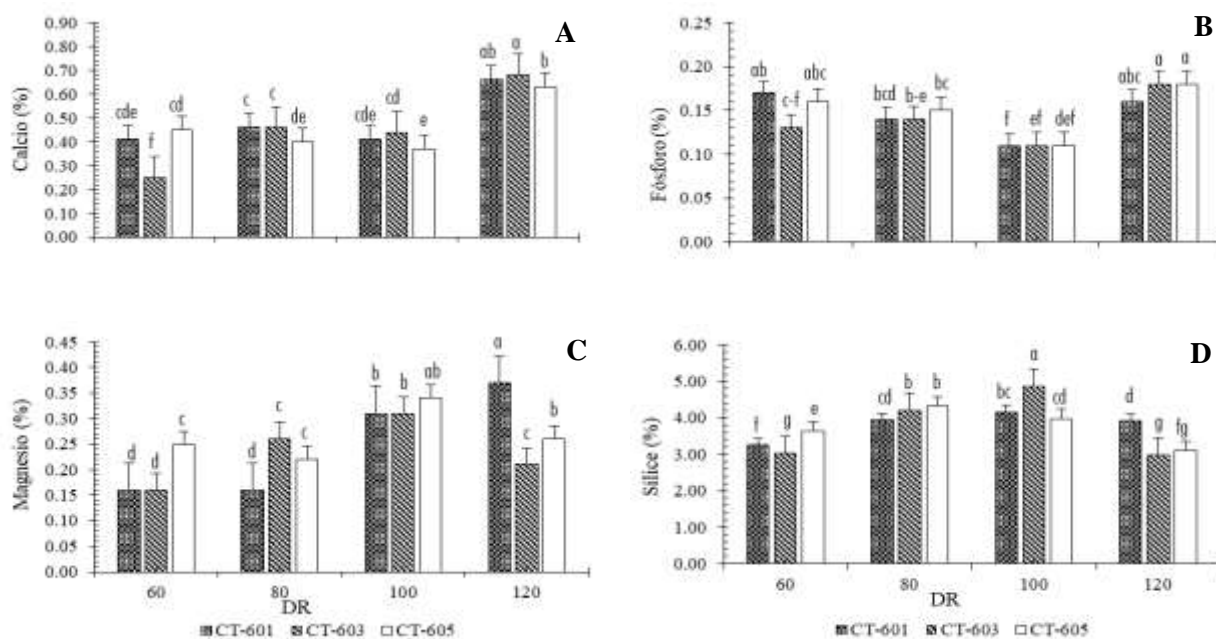 A
Calcio (%)
0.90
0.80
0.70
0.60
0.50
0.40
0.30
0.20
0.10
0.00
cde
f
cd
c
c
de
cde
cd
e
ab
a
b
B
Fósforo (%)
0.25
0.20
0.15
0.10
0.05
0.00
ab
c-f
abc
bcd
b-e
bc
f
ef
def
abc
a
a
C
Magnesio (%)
0.45
0.40
0.35
0.30
0.25
0.20
0.15
0.10
0.05
0.00
d
d
c
d
c
c
b
b
ab
a
c
b
60 80 100 120
DR
CT-601 CT-603 CT-605
D
Sílice (%)
6.00
5.00
4.00
3.00
2.00
1.00
0.00
f
g
e
cd
b
b
bc
a
cd
d
g
fg
60 80 100 120
DR
CT-601 CT-603 CT-605